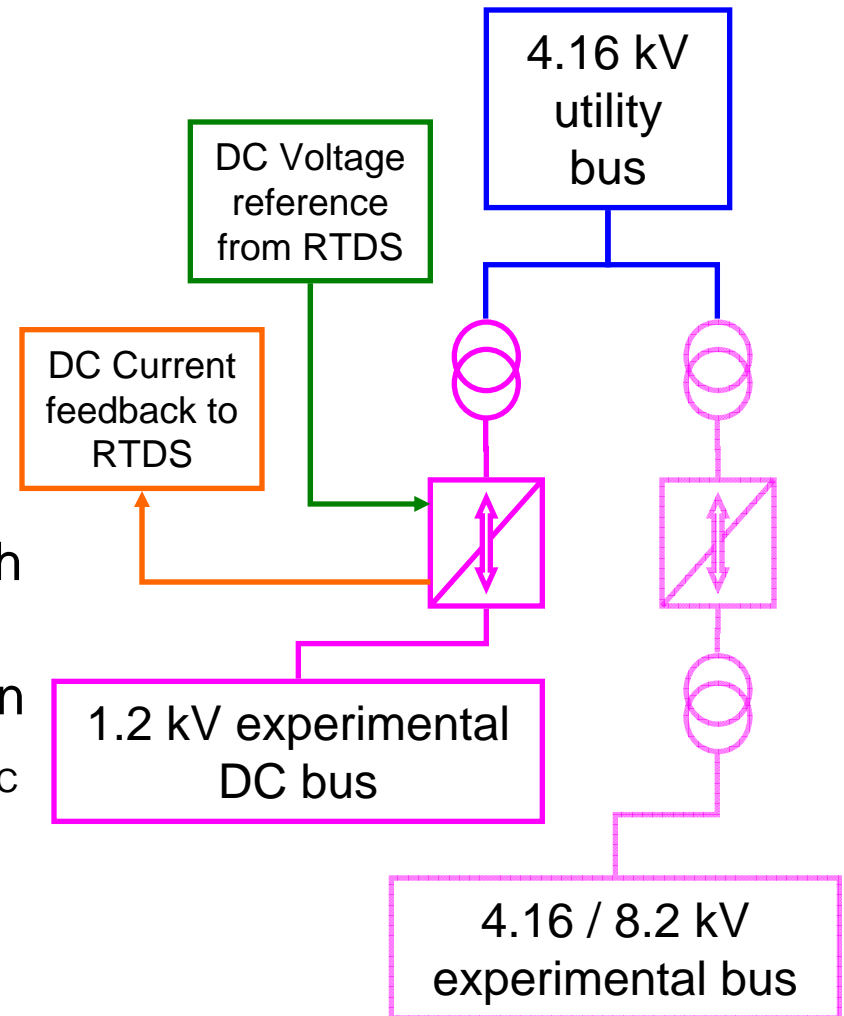 4.16 kV
utility
bus
DC Voltage
reference
from RTDS
DC Current
feedback to
RTDS
h
n
c
1.2 kV experimental
DC bus
4.16 / 8.2 kV
experimental bus